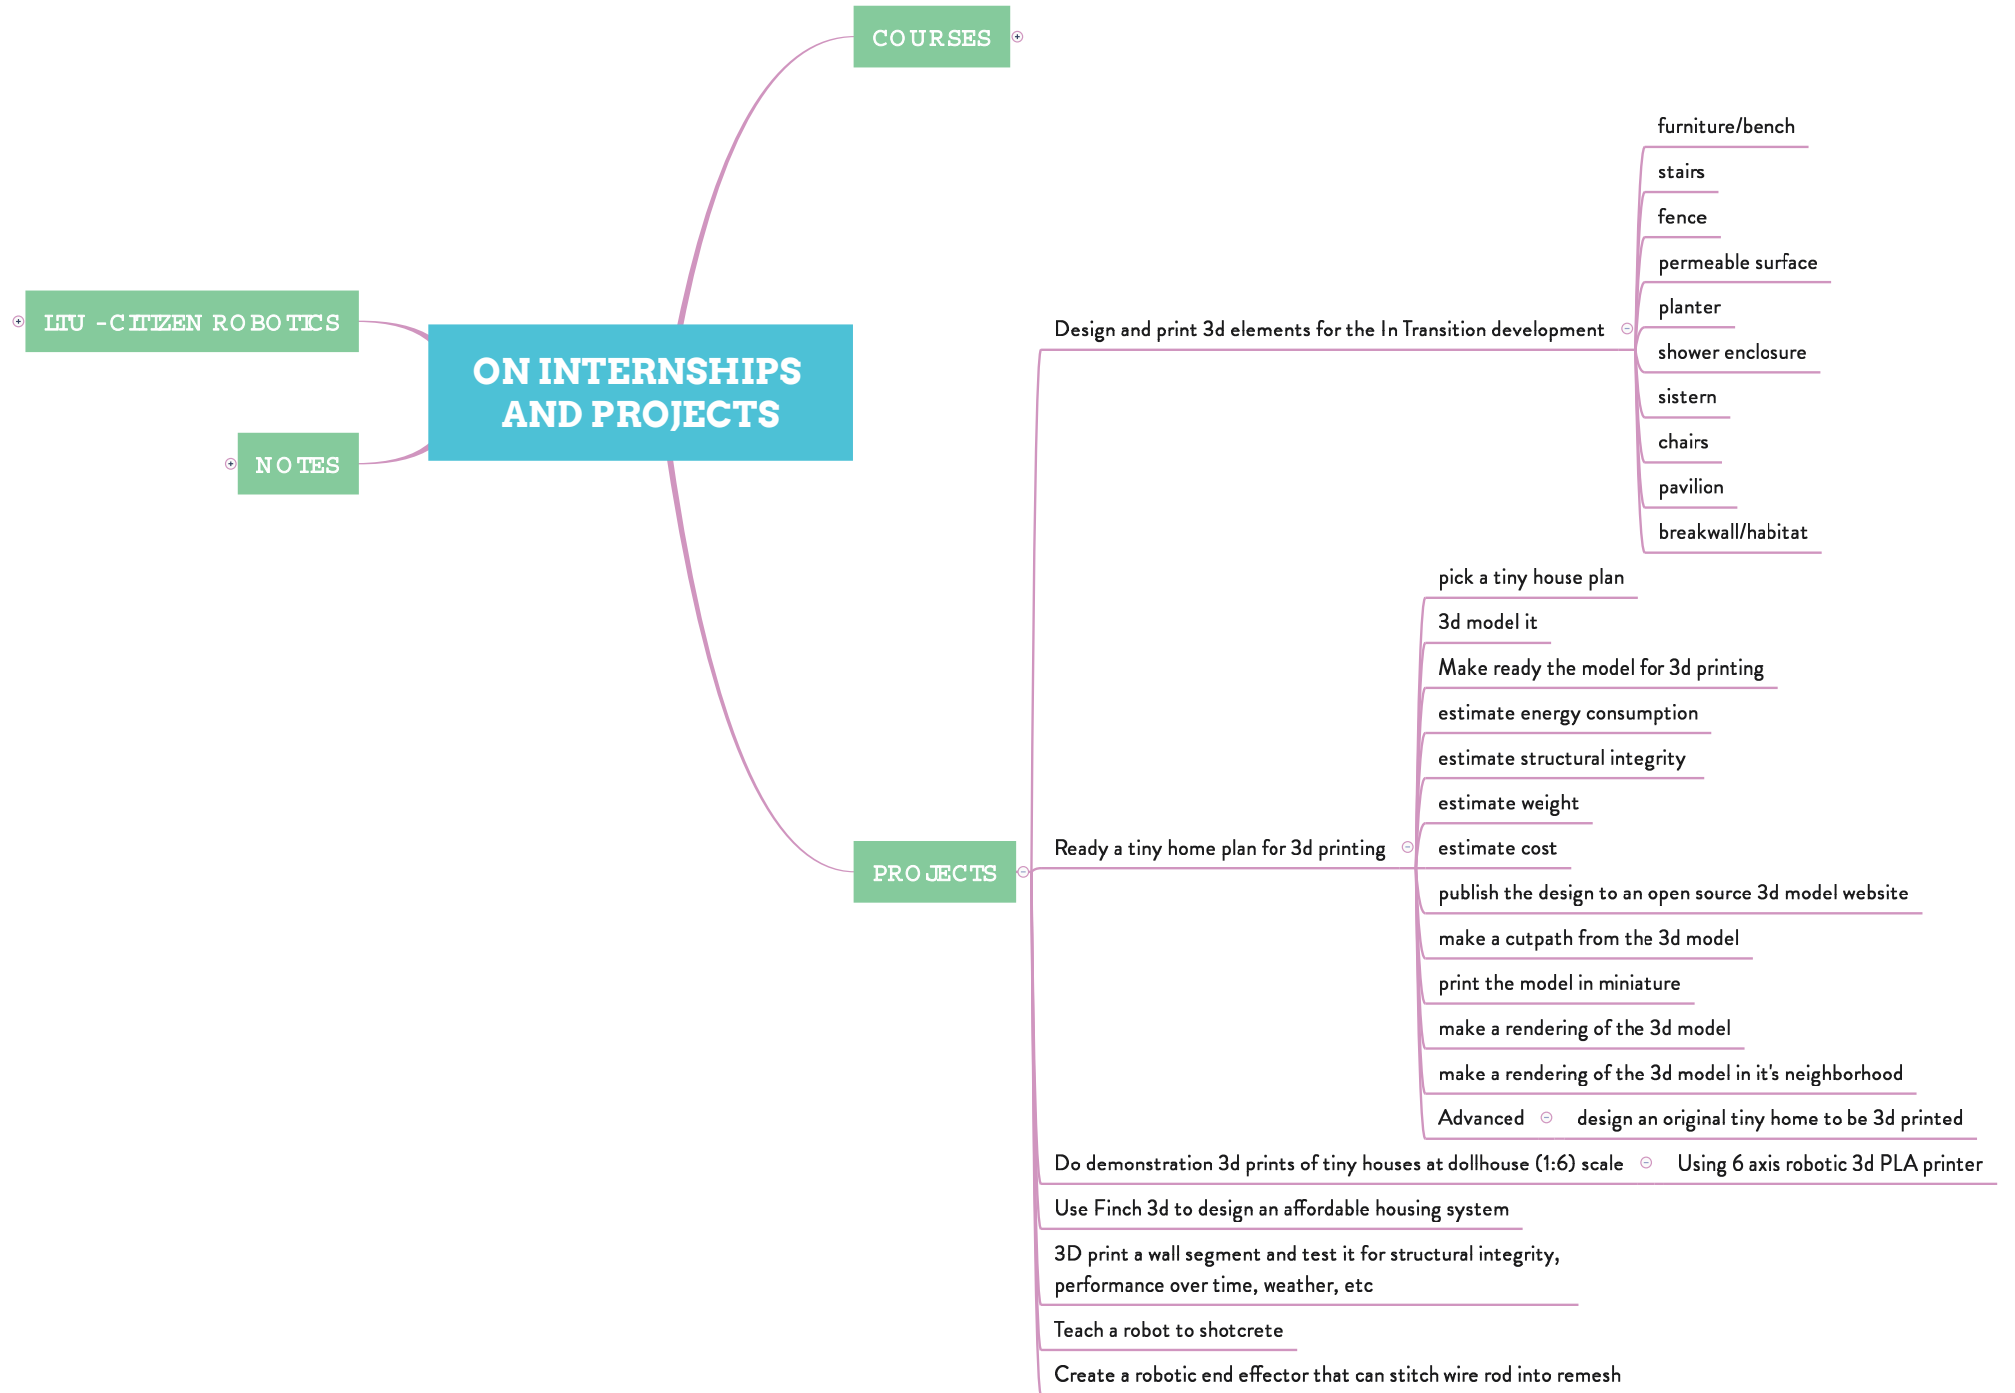 COURSES
furniture/bench
stairs
fence
permeable surface
planter
shower enclosure
sistern
chairs
pavilion
breakwall/habitat
Design and print 3d elements for the In Transition development
LTU - CITIZEN ROBOTICS
ON INTERNSHIPS
AND PROJECTS
NOTES
pick a tiny house plan
3d model it
Make ready the model for 3d printing
estimate energy consumption
estimate structural integrity
estimate weight
Ready a tiny home plan for 3d printing
estimate cost
PROJECTS
publish the design to an open source 3d model website
make a cutpath from the 3d model
print the model in miniature
make a rendering of the 3d model
make a rendering of the 3d model in it's neighborhood
Advanced
design an original tiny home to be 3d printed
Do demonstration 3d prints of tiny houses at dollhouse (1:6) scale
Using 6 axis robotic 3d PLA printer
Use Finch 3d to design an affordable housing system
3D print a wall segment and test it for structural integrity,
performance over time, weather, etc
Teach a robot to shotcrete
Create a robotic end effector that can stitch wire rod into remesh